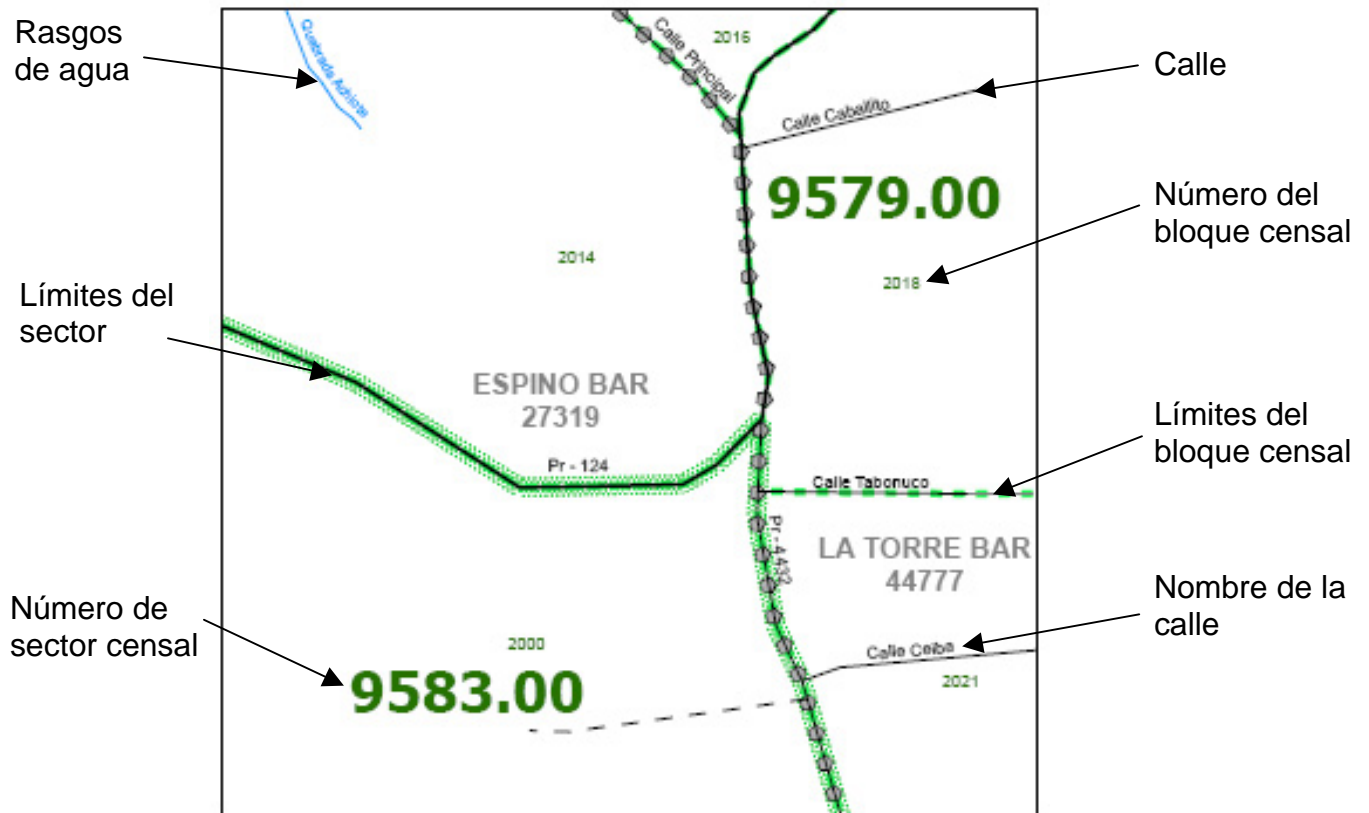 Rasgos
de agua
Quebrada Achiote
Calle Principal
2016
Calle
Calle Caballito
9579.00
Número del
bloque censal
2014
2018
Límites del
sector
ESPINO BAR
27319
Límites del
bloque censal
Pr - 124
Calle Tabonuco
Pr - 4432
LA TORRE BAR
44777
Número de
sector censal
Nombre de la
calle
2000
Calle Ceiba
9583.00
2021